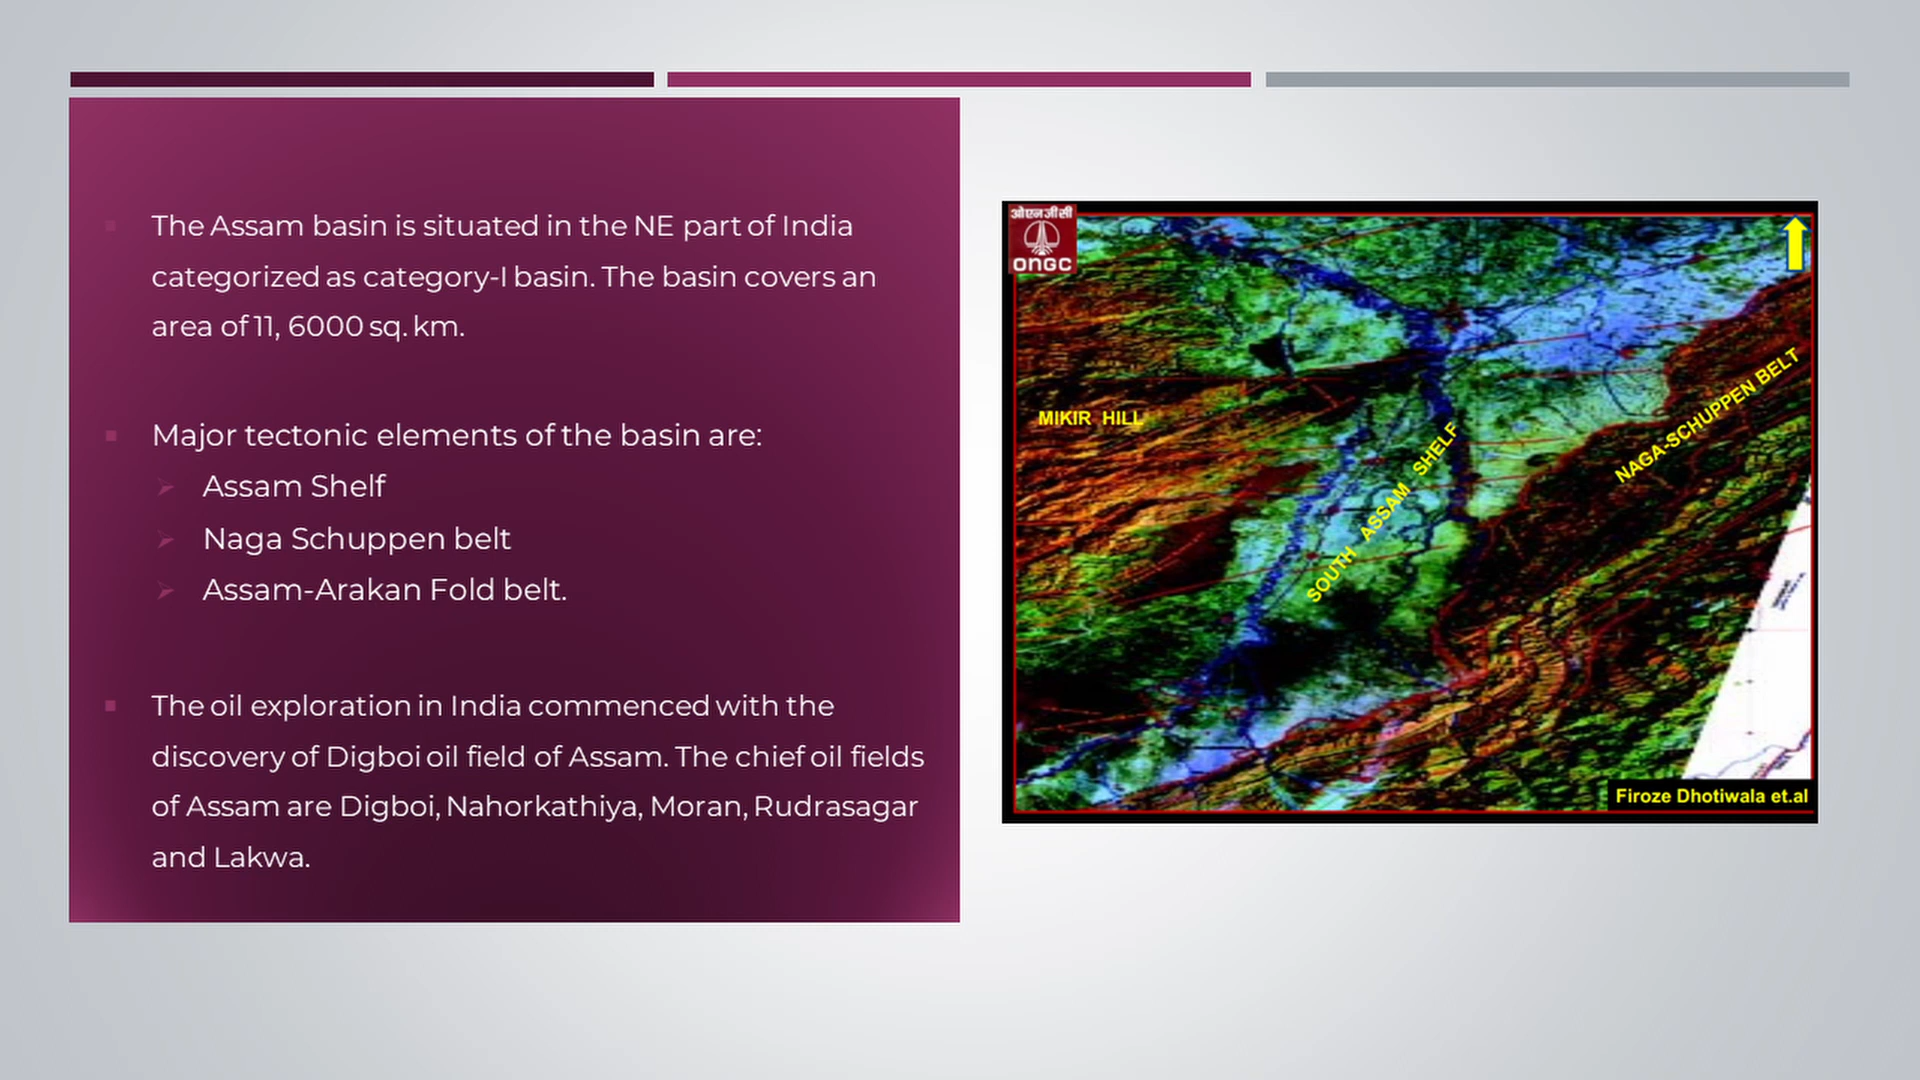 The Assam basin is situated in the NE part of India
categorized as category-I basin. The basin covers an
area of 11, 6000 sq. km.
Major tectonic elements of the basin are:
Assam Shelf
Naga Schuppen belt
Assam-Arakan Fold belt.
The oil exploration in India commenced with the
discovery of Digboi oil field of Assam. The chief oil fields
of Assam are Digboi, Nahorkathiya, Moran, Rudrasagar
and Lakwa.
ओएनजीसी
ONGC
MIKIR HILL
SOUTH ASSAM SHELF
NAGA-SCHUPPEN BELT
Firoze Dhotiwala et.al